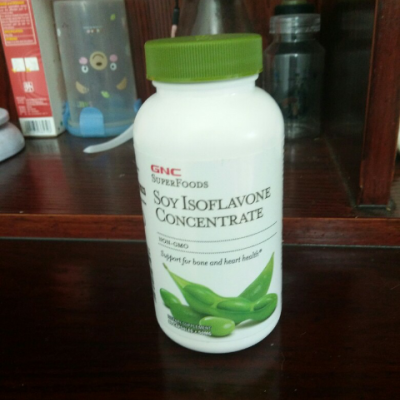 GNC
SUPERFOODS
SOY ISOFLAVONE
CONCENTRATE
NON-GMO
Support for bone and heart health*